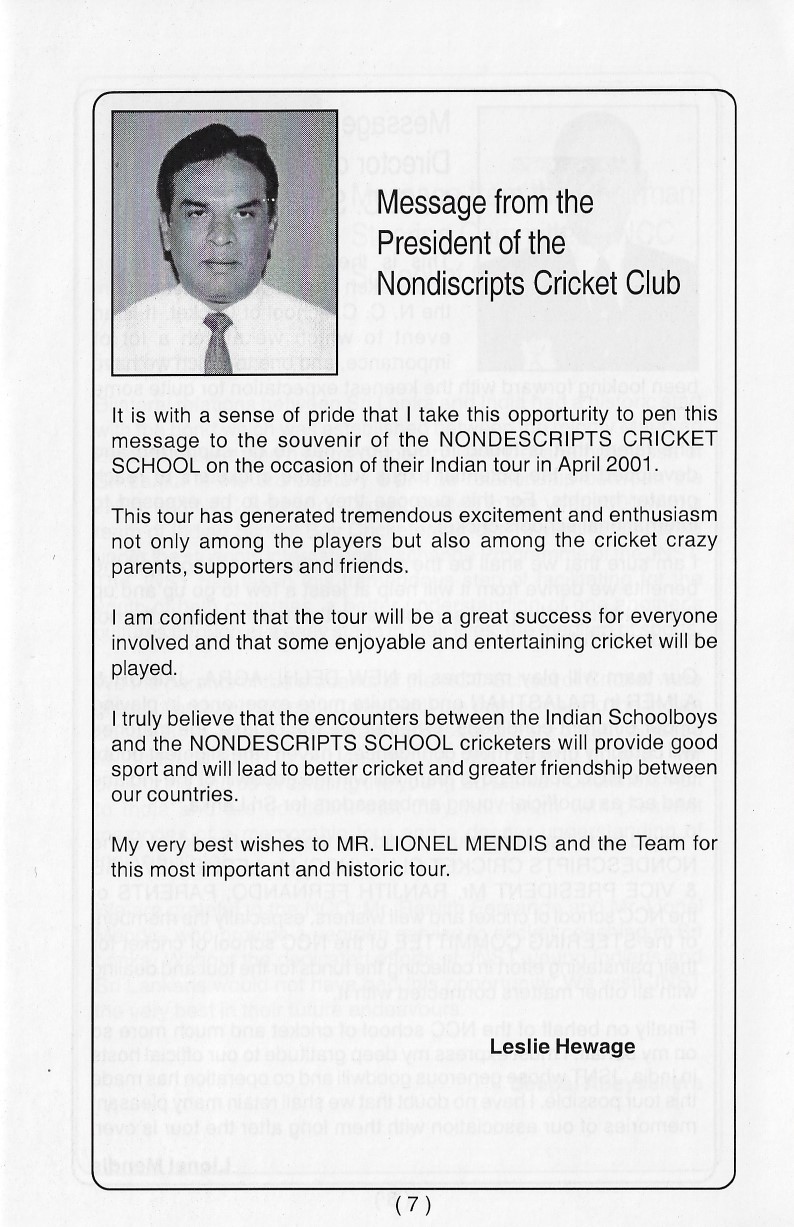 Message from the
President of the
Nondiscripts Cricket Club
It is with a sense of pride that I take this opportunity to pen this
message to the souvenir of the NONDESCRIPTS CRICKET
SCHOOL on the occasion of their Indian tour in April 2001.
This tour has generated tremendous excitement and enthusiasm
not only among the players but also among the cricket crazy
parents, supporters and friends.
I am confident that the tour will be a great success for everyone
involved and that some enjoyable and entertaining cricket will be
played.
I truly believe that the encounters between the Indian Schoolboys
and the NONDESCRIPTS SCHOOL cricketers will provide good
sport and will lead to better cricket and greater friendship between
our countries.
My very best wishes to MR. LIONEL MENDIS and the Team for
this most important and historic tour.
Leslie Hewage
( 7 )